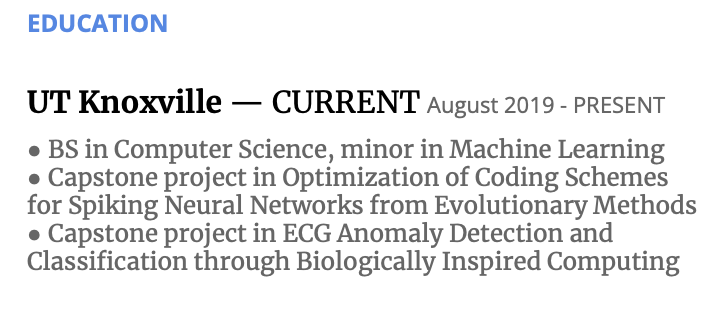 EDUCATION
UT Knoxville — CURRENT August 2019 - PRESENT
● BS in Computer Science, minor in Machine Learning
● Capstone project in Optimization of Coding Schemes
for Spiking Neural Networks from Evolutionary Methods
● Capstone project in ECG Anomaly Detection and
Classification through Biologically Inspired Computing